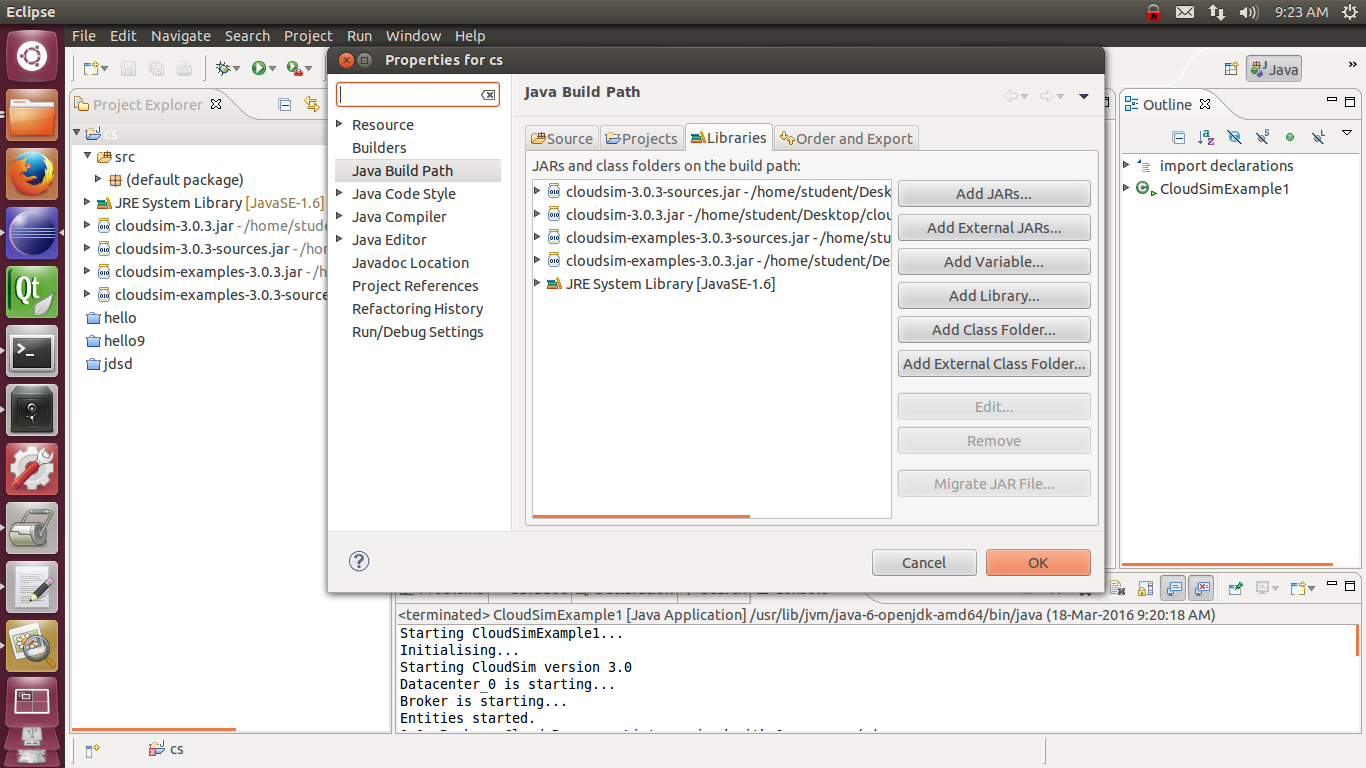 Eclipse
9:23 AM
File Edit Navigate Search Project Run Window Help
Properties for cs
Java
Project Explorer
cs
src
(default package)
JRE System Library [JavaSE-1.6]
cloudsim-3.0.3.jar - /home/stude
cloudsim-3.0.3-sources.jar - /hom
cloudsim-examples-3.0.3.jar - /h
cloudsim-examples-3.0.3-source
hello
hello9
jdsd
Resource
Builders
Java Build Path
Java Code Style
Java Compiler
Java Editor
Javadoc Location
Project References
Refactoring History
Run/Debug Settings
Java Build Path
Source Projects Libraries Order and Export
JARs and class folders on the build path:
cloudsim-3.0.3-sources.jar - /home/student/Desk
cloudsim-3.0.3.jar - /home/student/Desktop/clou
cloudsim-examples-3.0.3-sources.jar - /home/stu
cloudsim-examples-3.0.3.jar - /home/student/De
JRE System Library [JavaSE-1.6]
Add JARs...
Add External JARs...
Add Variable...
Add Library...
Add Class Folder...
Add External Class Folder...
Edit...
Remove
Migrate JAR File...
Cancel
OK
Outline
import declarations
CloudSimExample1
<terminated> CloudSimExample1 [Java Application] /usr/lib/jvm/java-6-openjdk-amd64/bin/java (18-Mar-2016 9:20:18 AM)
Starting CloudSimExample1...
Initialising...
Starting CloudSim version 3.0
Datacenter_0 is starting...
Broker is starting...
Entities started.
cs